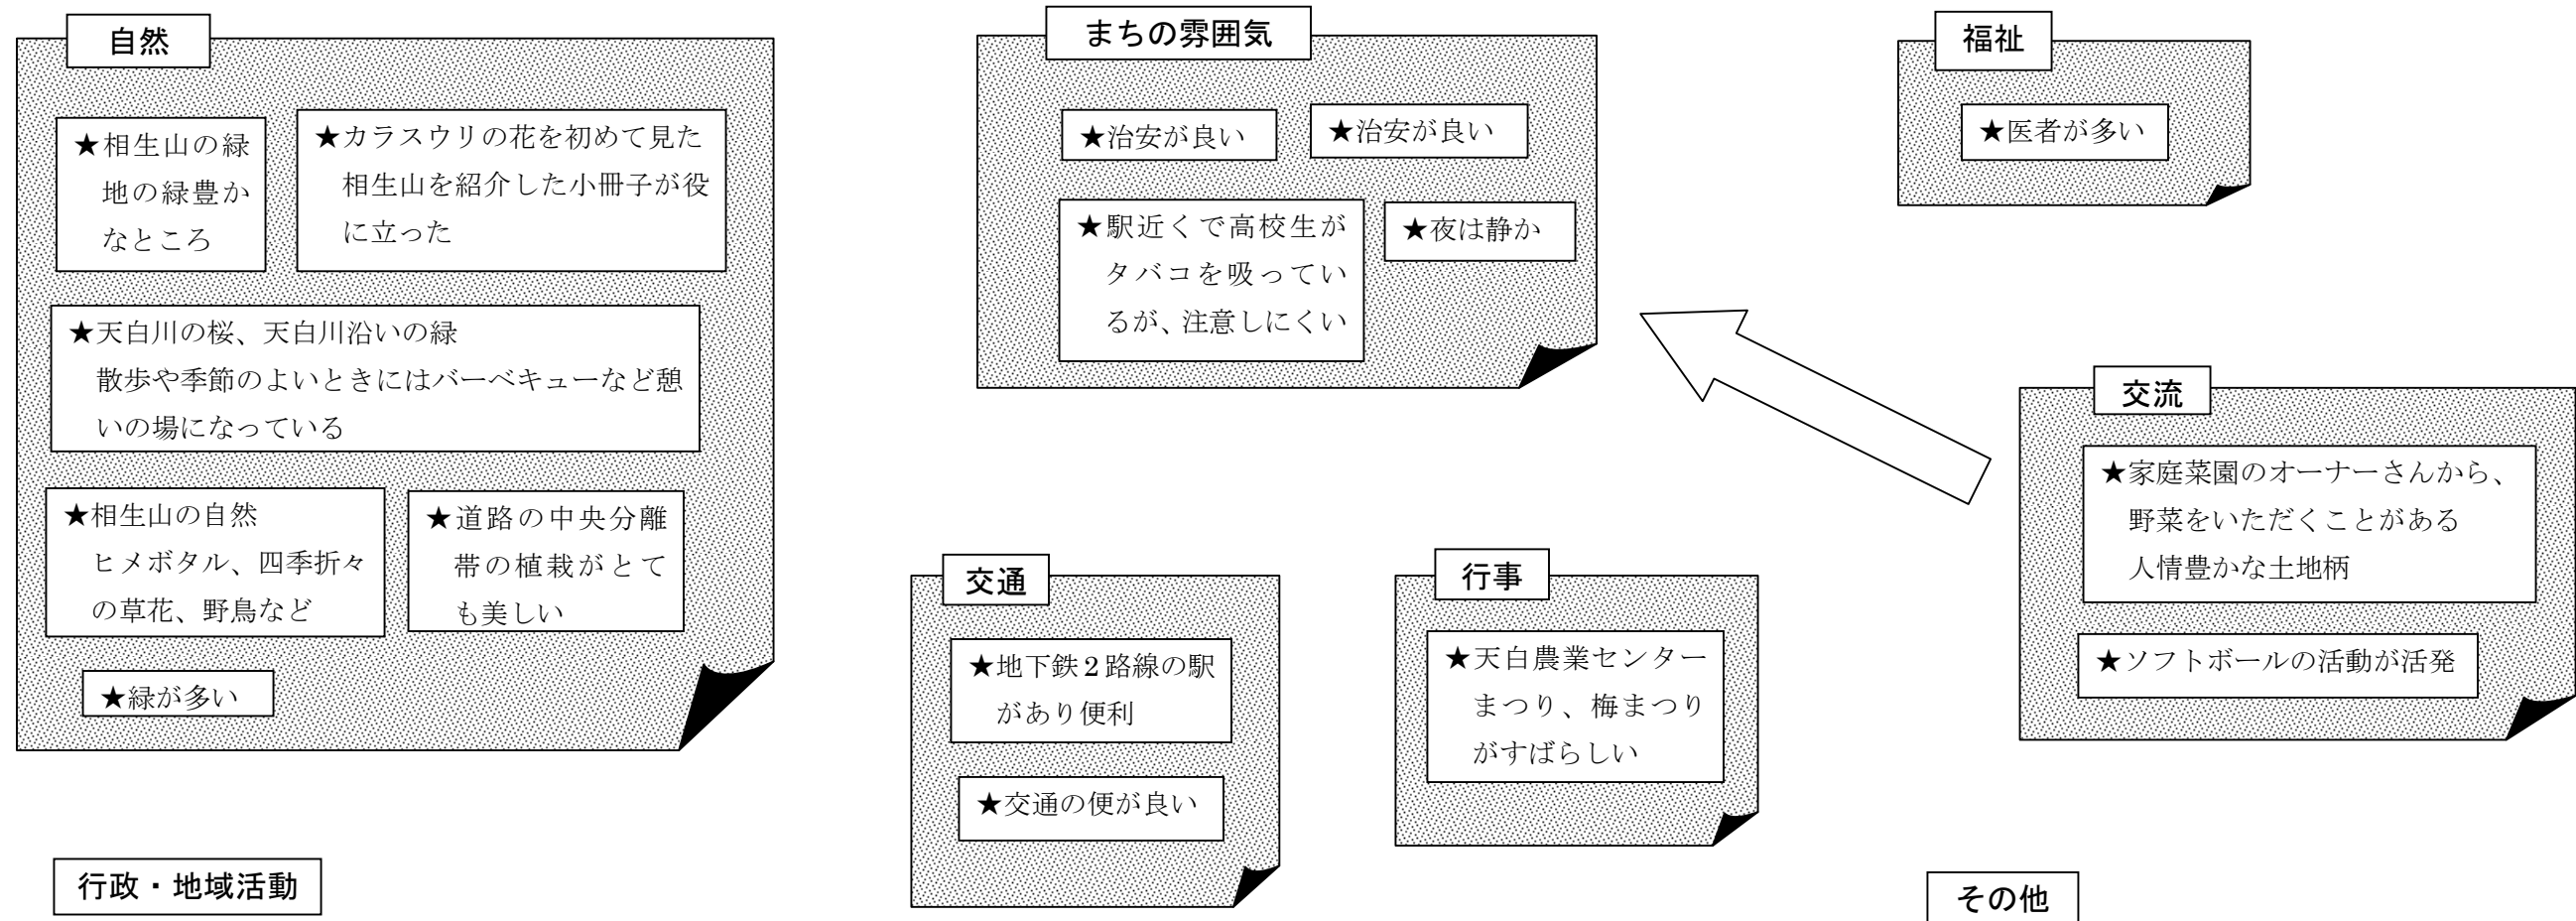 自然
★相生山の緑
地の緑豊か
なところ
★カラスウリの花を初めて見た
相生山を紹介した小冊子が役
に立った
★天白川の桜、天白川沿いの緑
散歩や季節のよいときにはバーベキューなど憩
いの場になっている
★相生山の自然
ヒメボタル、四季折々
の草花、野鳥など
★道路の中央分離
帯の植栽がとて
も美しい
★緑が多い
まちの雰囲気
★治安が良い
★治安が良い
★駅近くで高校生が
タバコを吸ってい
るが、注意しにくい
★夜は静か
福祉
★医者が多い
交流
★家庭菜園のオーナーさんから、
野菜をいただくことがある
人情豊かな土地柄
★ソフトボールの活動が活発
交通
★地下鉄2路線の駅
があり便利
★交通の便が良い
行事
★天白農業センター
まつり、梅まつり
がすばらしい
行政・地域活動
その他